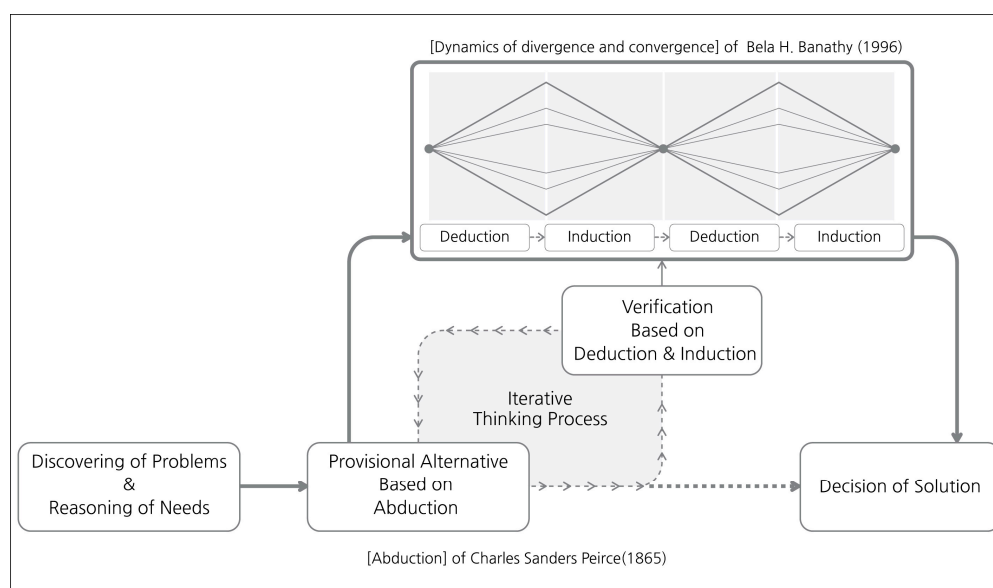 [Dynamics of divergence and convergence] of Bela H. Banathy (1996)
Deduction
Induction
Deduction
Induction
Verification
Based on
Deduction & Induction
Iterative
Thinking Process
Discovering of Problems
&
Reasoning of Needs
Provisional Alternative
Based on
Abduction
Decision of Solution
[Abduction] of Charles Sanders Peirce(1865)